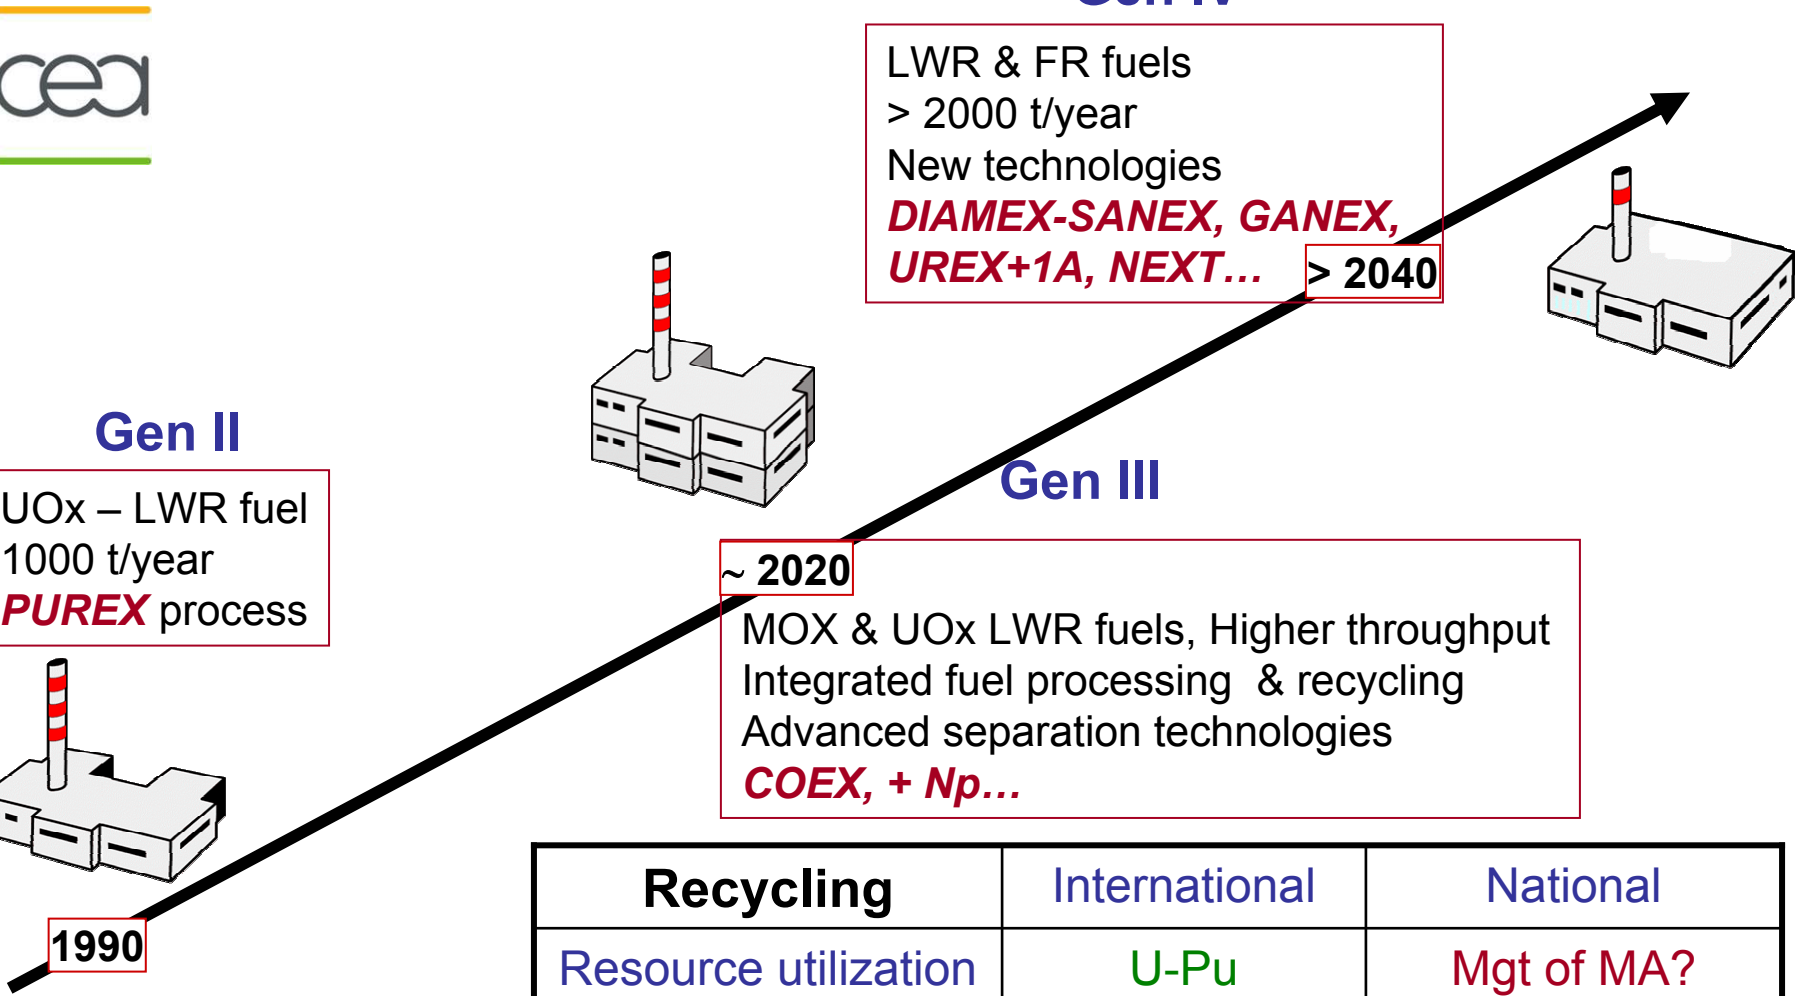 cea
Gen IV
LWR & FR fuels
> 2000 t/year
New technologies
DIAMEX-SANEX, GANEX,
UREX+1A, NEXT...
> 2040
Gen II
UOx – LWR fuel
1000 t/year
PUREX process
Gen III
~ 2020
MOX & UOx LWR fuels, Higher throughput
Integrated fuel processing & recycling
Advanced separation technologies
COEX, + Np...
1990
Recycling International National
Resource utilization U-Pu Mgt of MA?